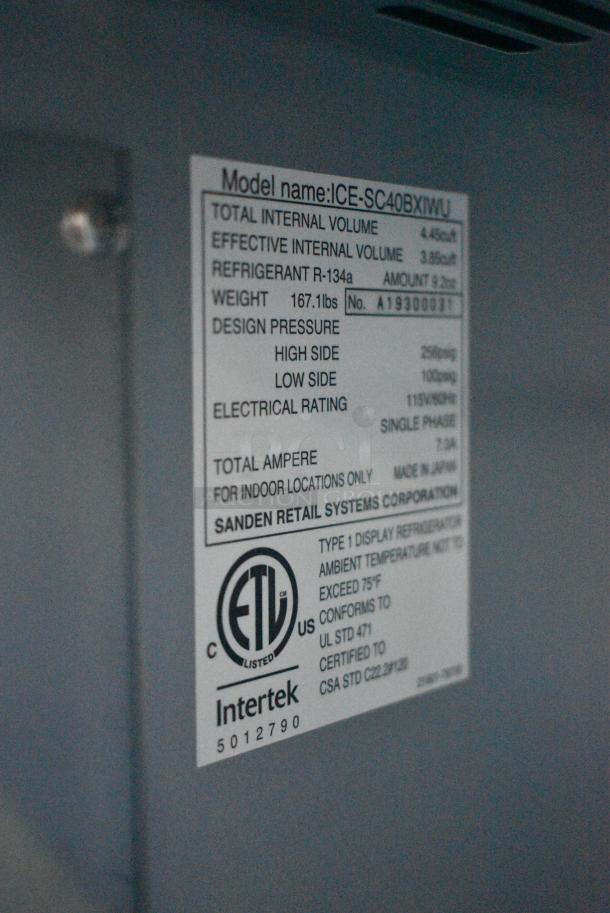 Model name:ICE-SC40BXIWU
TOTAL INTERNAL VOLUME 4.45cuft
EFFECTIVE INTERNAL VOLUME 3.85cuft
REFRIGERANT R-134a AMOUNT 9.2oz
WEIGHT 167.1lbs No. A19300031
DESIGN PRESSURE
HIGH SIDE 256psig
LOW SIDE 100psig
ELECTRICAL RATING 115V/60Hz
SINGLE PHASE
TOTAL AMPERE 7.0A
FOR INDOOR LOCATIONS ONLY MADE IN JAPAN
SANDEN RETAIL SYSTEMS CORPORATION
TYPE 1 DISPLAY REFRIGERATOR
AMBIENT TEMPERATURE NOT TO
EXCEED 75°F
CONFORMS TO
UL STD 471
CERTIFIED TO
CSA STD C22.2#120
C ETL CM US
LISTED
Intertek
5012790